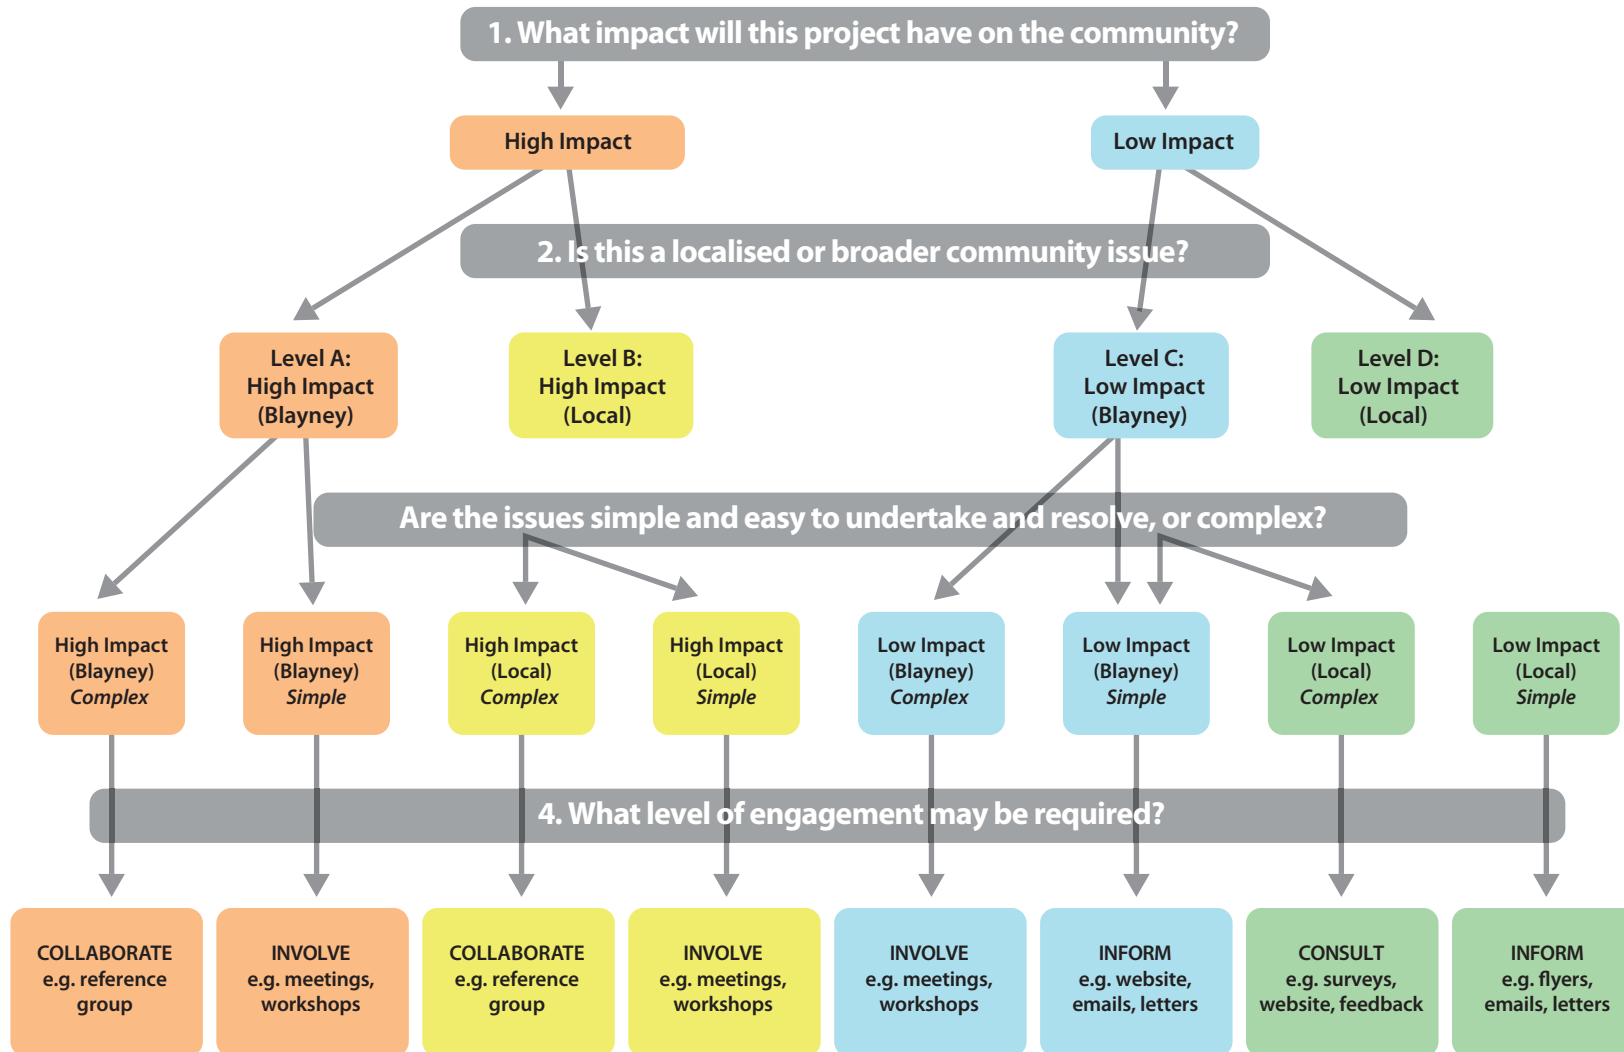 1. What impact will this project have on the community?
High Impact
Low Impact
2. Is this a localised or broader community issue?
Level A:
High Impact
(Blayney)
Level B:
High Impact
(Local)
Level C:
Low Impact
(Blayney)
Level D:
Low Impact
(Local)
Are the issues simple and easy to undertake and resolve, or complex?
High Impact
(Blayney)
Complex
High Impact
(Blayney)
Simple
High Impact
(Local)
Complex
High Impact
(Local)
Simple
Low Impact
(Blayney)
Complex
Low Impact
(Blayney)
Simple
Low Impact
(Local)
Complex
Low Impact
(Local)
Simple
4. What level of engagement may be required?
COLLABORATE
e.g. reference
group
INVOLVE
e.g. meetings,
workshops
COLLABORATE
e.g. reference
group
INVOLVE
e.g. meetings,
workshops
INVOLVE
e.g. meetings,
workshops
INFORM
e.g. website,
emails, letters
CONSULT
e.g. surveys,
website, feedback
INFORM
e.g. flyers,
emails, letters